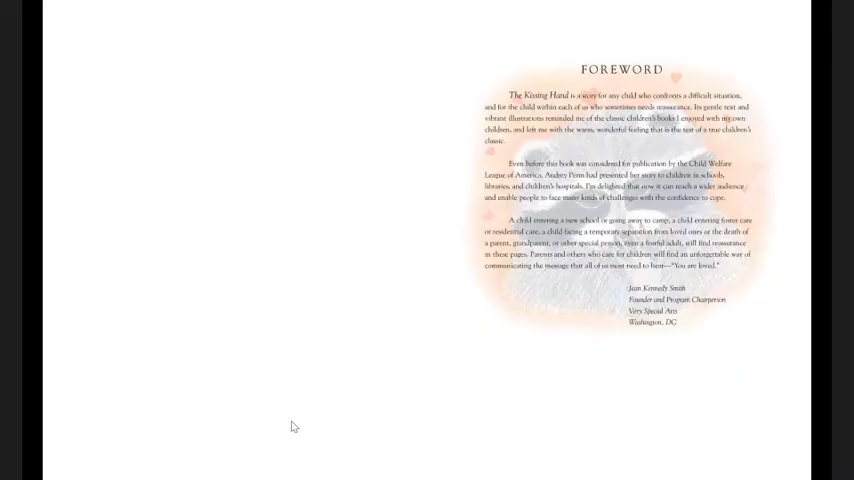 FOREWORD
The Kissing Hand is a story for any child who confronts a difficult situation,
and for the child within each of us who sometimes needs reassurance. Its gentle text and
vibrant illustrations reminded me of the classic children's books I enjoyed with my own
children, and left me with the warm, wonderful feeling that is the test of a true children's
classic.
Even before this book was considered for publication by the Child Welfare
League of America, Audrey Penn had presented her story to children in schools,
libraries, and children's hospitals. I'm delighted that now it can reach a wider audience
and enable people to face many kinds of challenges with the confidence to cope.
A child entering a new school or going away to camp, a child entering foster care
or residential care, a child facing a temporary separation from loved ones or the death of
a parent, grandparent, or other special person, even a fearful adult, will find reassurance
in these pages. Parents and others who care for children will find an unforgettable way of
communicating the message that all of us most need to hear—"You are loved."
Jean Kennedy Smith
Founder and Program Chairperson
Very Special Arts
Washington, DC